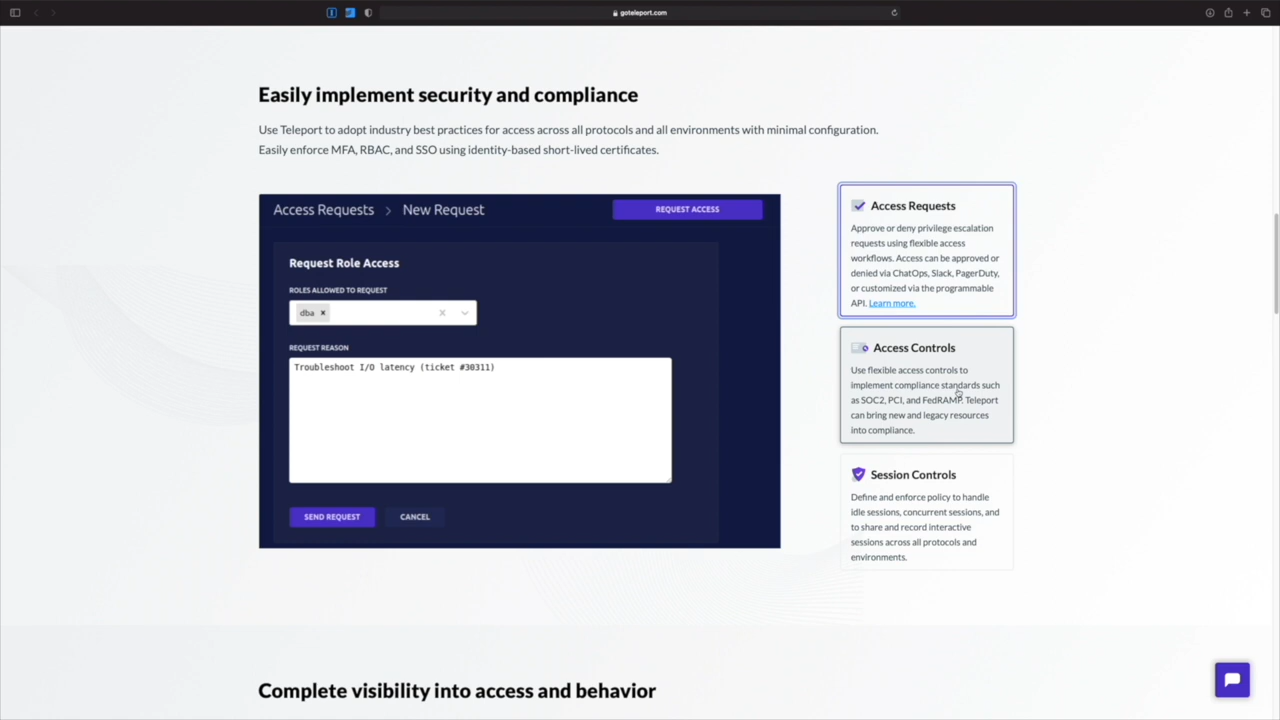 goteleport.com
Easily implement security and compliance
Use Teleport to adopt industry best practices for access across all protocols and all environments with minimal configuration.
Easily enforce MFA, RBAC, and SSO using identity-based short-lived certificates.
Access Requests > New Request
REQUEST ACCESS
Request Role Access
ROLES ALLOWED TO REQUEST
dba ×
REQUEST REASON
Troubleshoot I/O latency (ticket #30311)
SEND REQUEST
CANCEL
Access Requests
Approve or deny privilege escalation
requests using flexible access
workflows. Access can be approved or
denied via ChatOps, Slack, PagerDuty,
or customized via the programmable
API. Learn more.
Access Controls
Use flexible access controls to
implement compliance standards such
as SOC2, PCI, and FedRAMP. Teleport
can bring new and legacy resources
into compliance.
Session Controls
Define and enforce policy to handle
idle sessions, concurrent sessions, and
to share and record interactive
sessions across all protocols and
environments.
Complete visibility into access and behavior